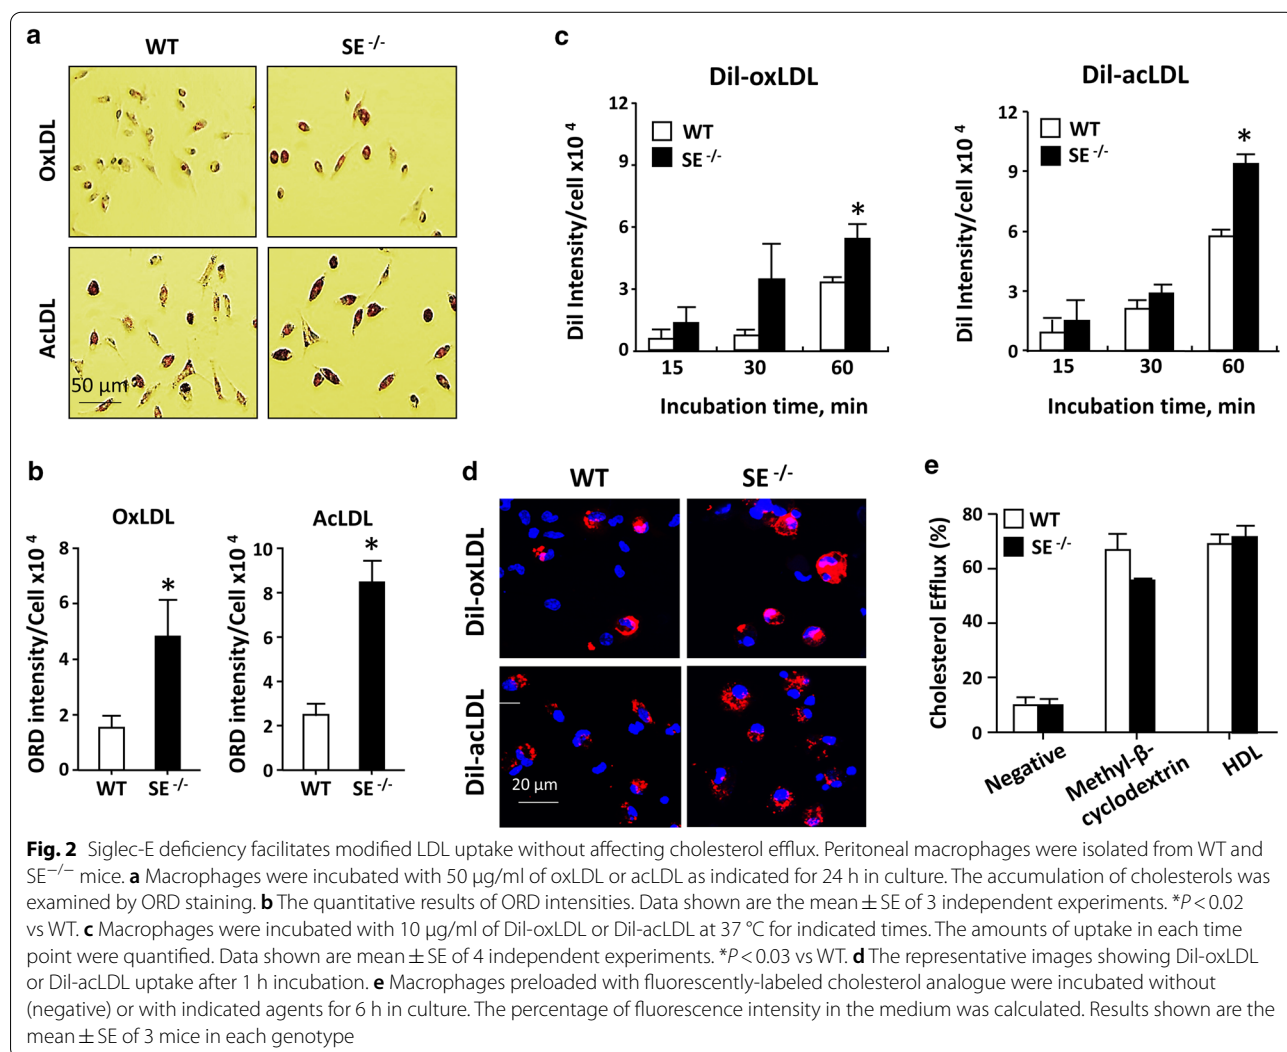 a
WT
SE -/-
OxLDL
AcLDL
50 µm
b
OxLDL
AcLDL
ORD intensity/Cell x10 4
8
6
4
2
0
WT
SE -/-
*
ORD intensity/Cell x10 4
10
8
6
4
2
0
WT
SE -/-
*
c
Dil-oxLDL
Dil Intensity/cell x10 4
12
9
6
3
0
WT
SE -/-
*
15
30
60
Incubation time, min
Dil-acLDL
Dil Intensity/cell x10 4
12
9
6
3
0
WT
SE -/-
*
15
30
60
Incubation time, min
d
WT
SE -/-
Dil-oxLDL
Dil-acLDL
20 µm
e
Cholesterol Efflux (%)
80
60
40
20
0
WT
SE -/-
Negative
Methyl-β-
cyclodextrin
HDL
Fig. 2 Siglec-E deficiency facilitates modified LDL uptake without affecting cholesterol efflux. Peritoneal macrophages were isolated from WT and
SE−/− mice. a Macrophages were incubated with 50 µg/ml of oxLDL or acLDL as indicated for 24 h in culture. The accumulation of cholesterols was
examined by ORD staining. b The quantitative results of ORD intensities. Data shown are the mean ± SE of 3 independent experiments. *P < 0.02
vs WT. c Macrophages were incubated with 10 µg/ml of Dil-oxLDL or Dil-acLDL at 37 °C for indicated times. The amounts of uptake in each time
point were quantified. Data shown are mean ± SE of 4 independent experiments. *P < 0.03 vs WT. d The representative images showing Dil-oxLDL
or Dil-acLDL uptake after 1 h incubation. e Macrophages preloaded with fluorescently-labeled cholesterol analogue were incubated without
(negative) or with indicated agents for 6 h in culture. The percentage of fluorescence intensity in the medium was calculated. Results shown are the
mean ± SE of 3 mice in each genotype